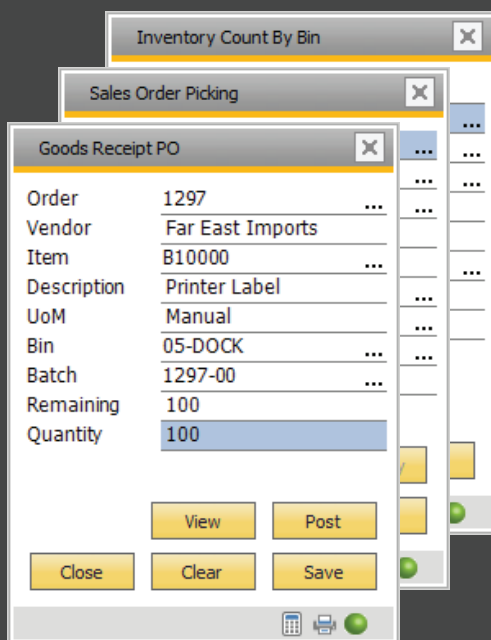 Inventory Count By Bin
Sales Order Picking
Goods Receipt PO
Order 1297 ...
Vendor Far East Imports
Item B10000 ...
Description Printer Label
UoM Manual
Bin 05-DOCK ...
Batch 1297-00 ...
Remaining 100
Quantity 100
View Post
Close Clear Save